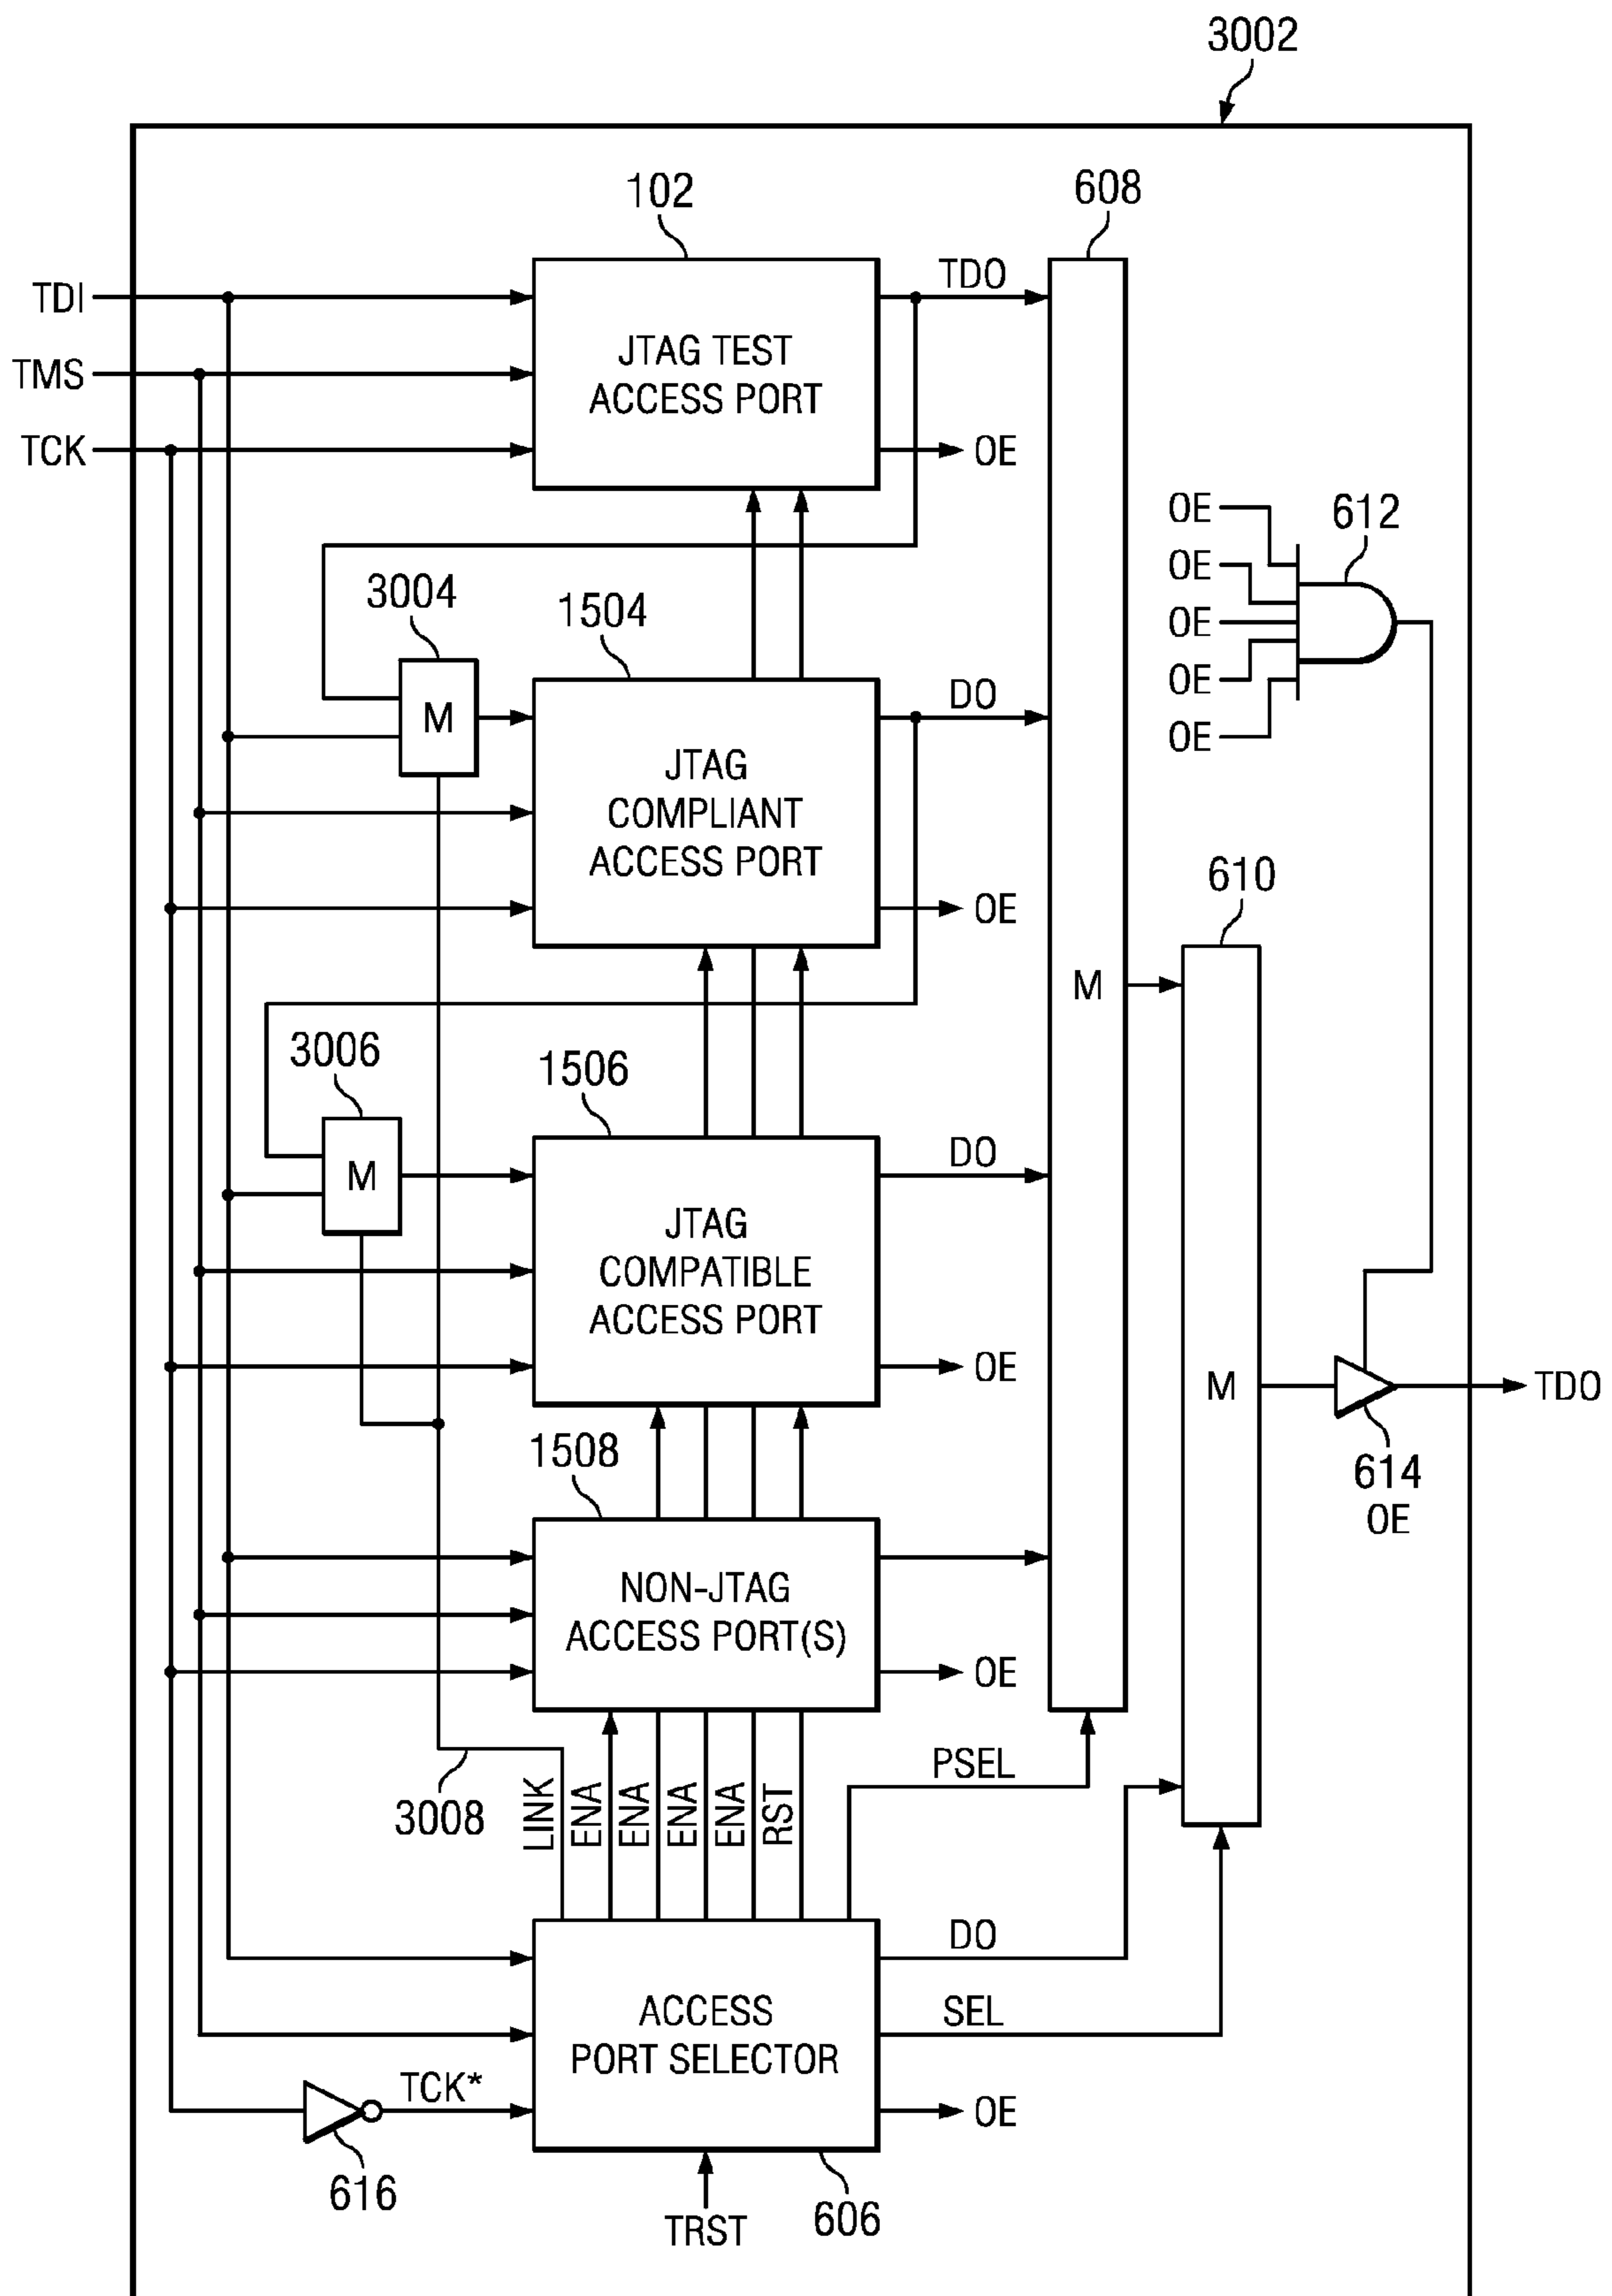 3002
102
608
TDI
TDO
TMS
JTAG TEST
ACCESS PORT
TCK
OE
OE
612
OE
3004
1504
OE
OE
DO
M
OE
JTAG
COMPLIANT
ACCESS PORT
610
OE
M
3006
1506
DO
M
JTAG
COMPATIBLE
ACCESS PORT
OE
M
TDO
1508
614
OE
NON-JTAG
ACCESS PORT(S)
OE
PSEL
3008
LINK
ENA
ENA
ENA
ENA
RST
DO
ACCESS
PORT SELECTOR
SEL
TCK*
OE
616
TRST
606